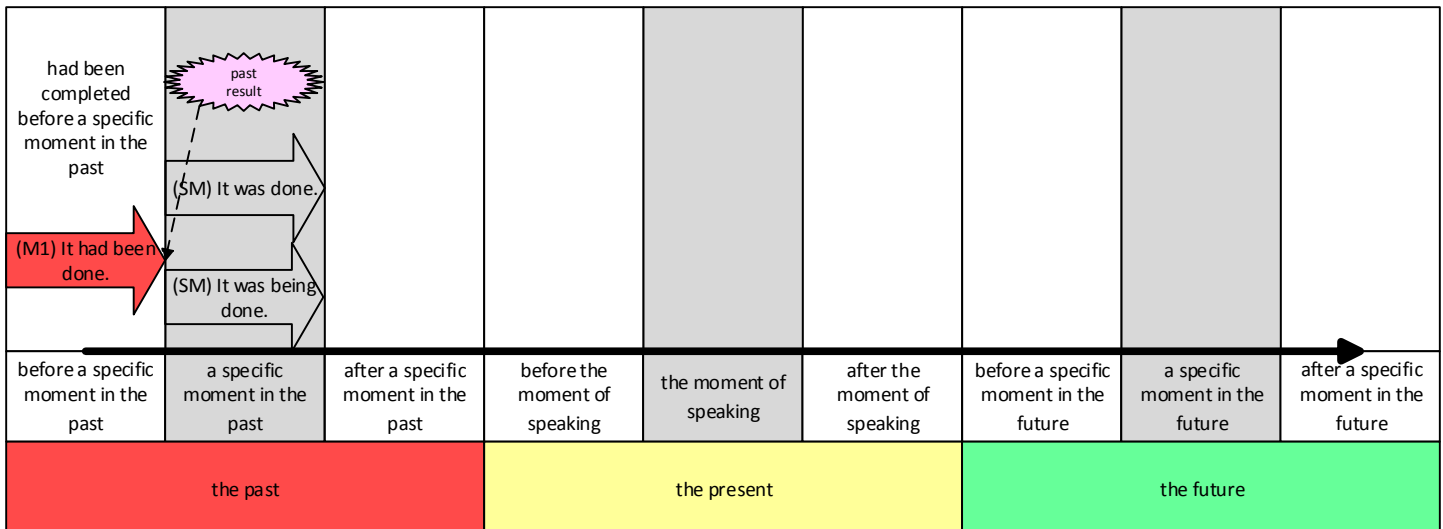 had been
completed
before a specific
moment in the
past
past
result
(SM) It was done.
(M1) It had been
done.
(SM) It was being
done.
before a specific
moment in the
past
a specific
moment in the
past
after a specific
moment in the
past
before the
moment of
speaking
the moment of
speaking
after the
moment of
speaking
before a specific
moment in the
future
a specific
moment in the
future
after a specific
moment in the
future
the past
the present
the future